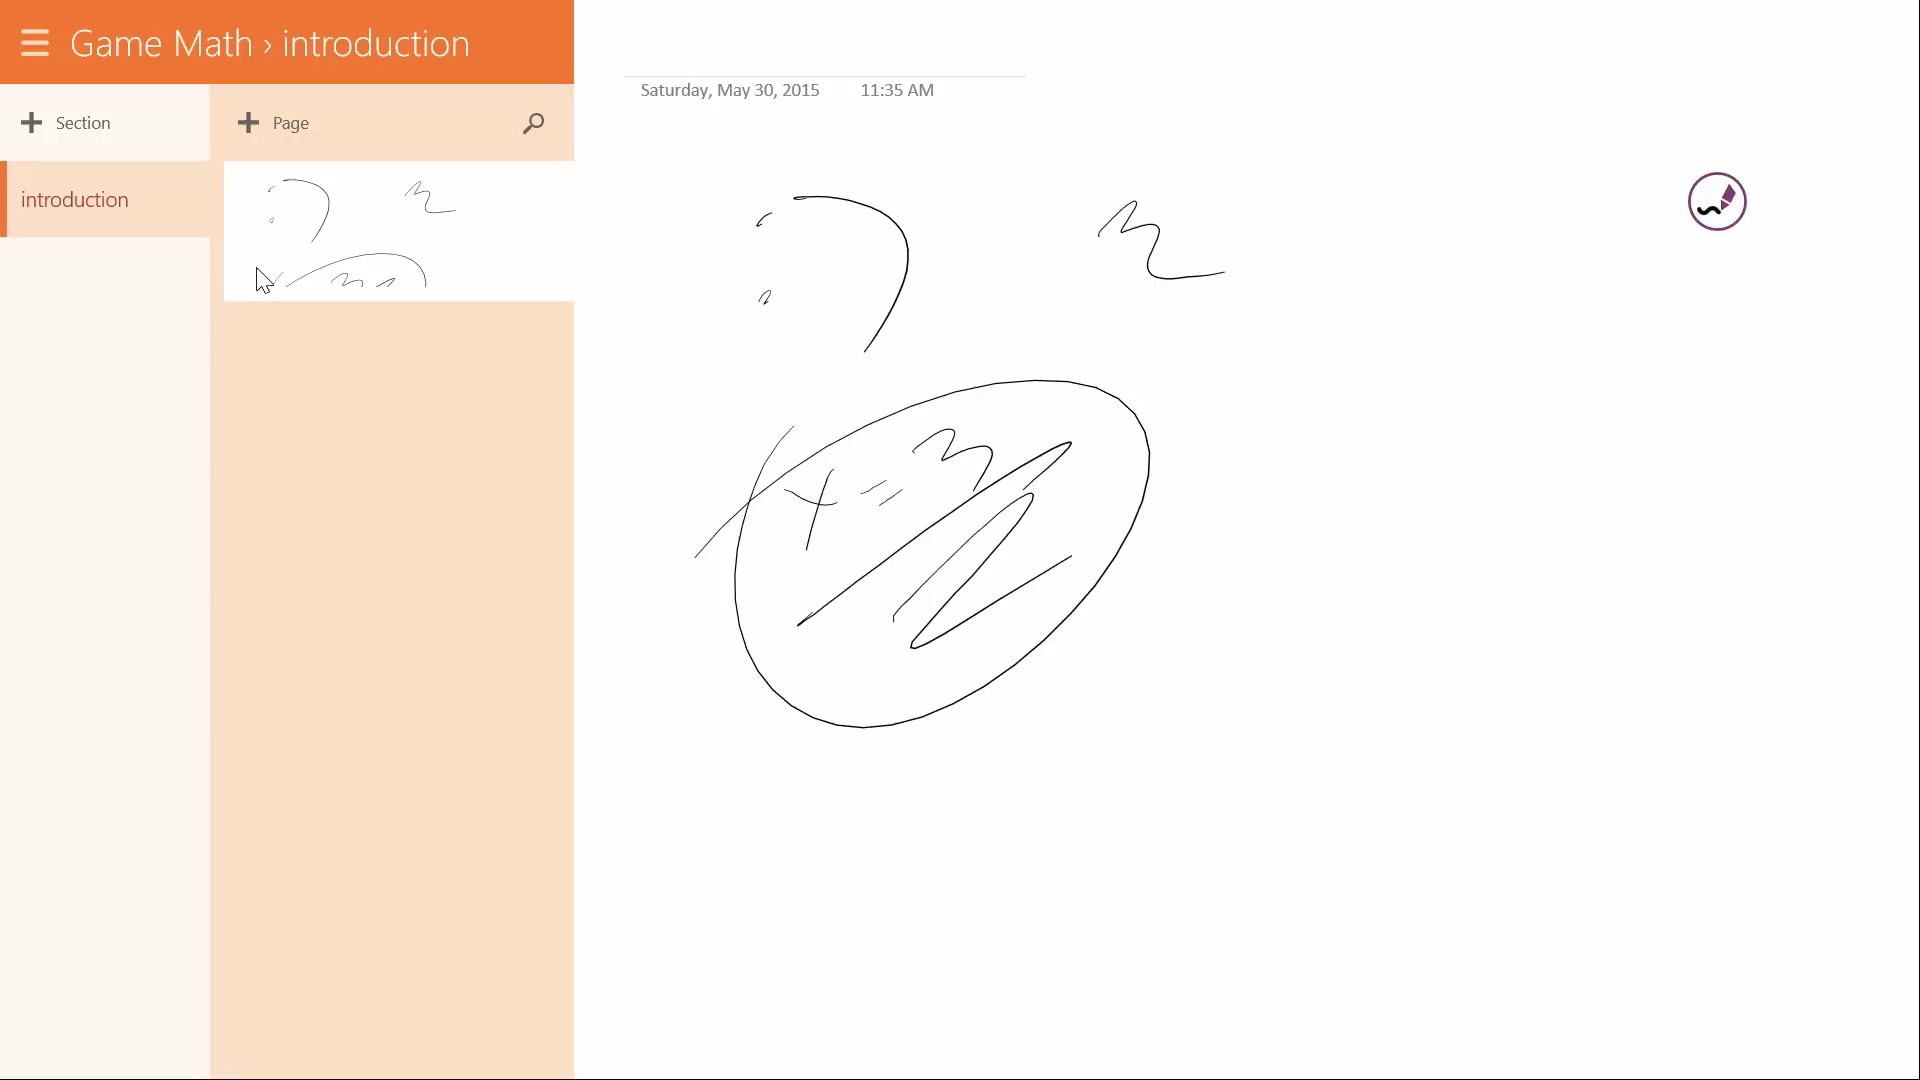 Game Math › introduction
Saturday, May 30, 2015 11:35 AM
+ Section
+ Page
introduction
:)
x =